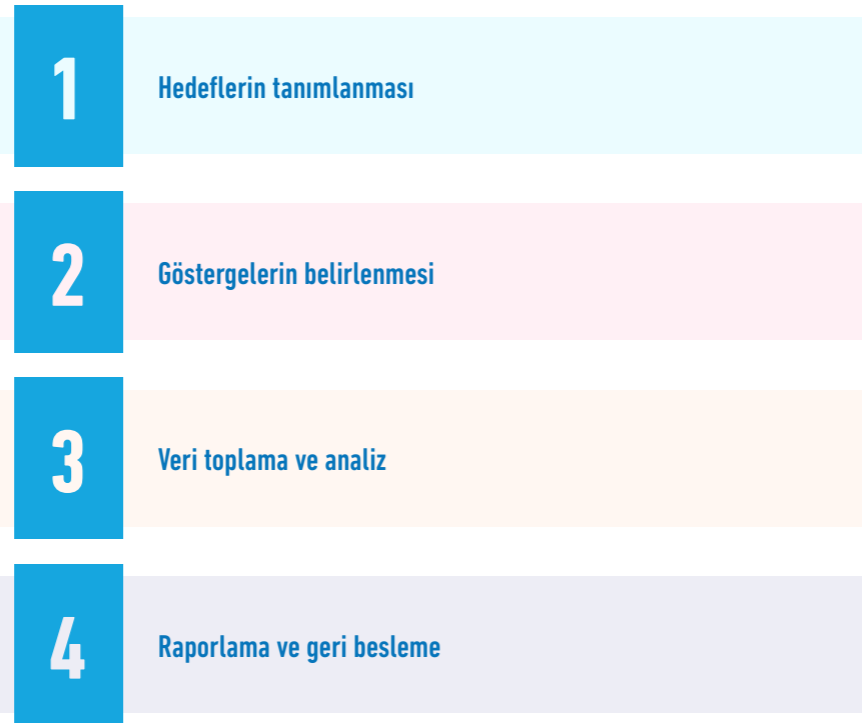 1
Hedeflerin tanımlanması
2
Göstergelerin belirlenmesi
3
Veri toplama ve analiz
4
Raporlama ve geri besleme